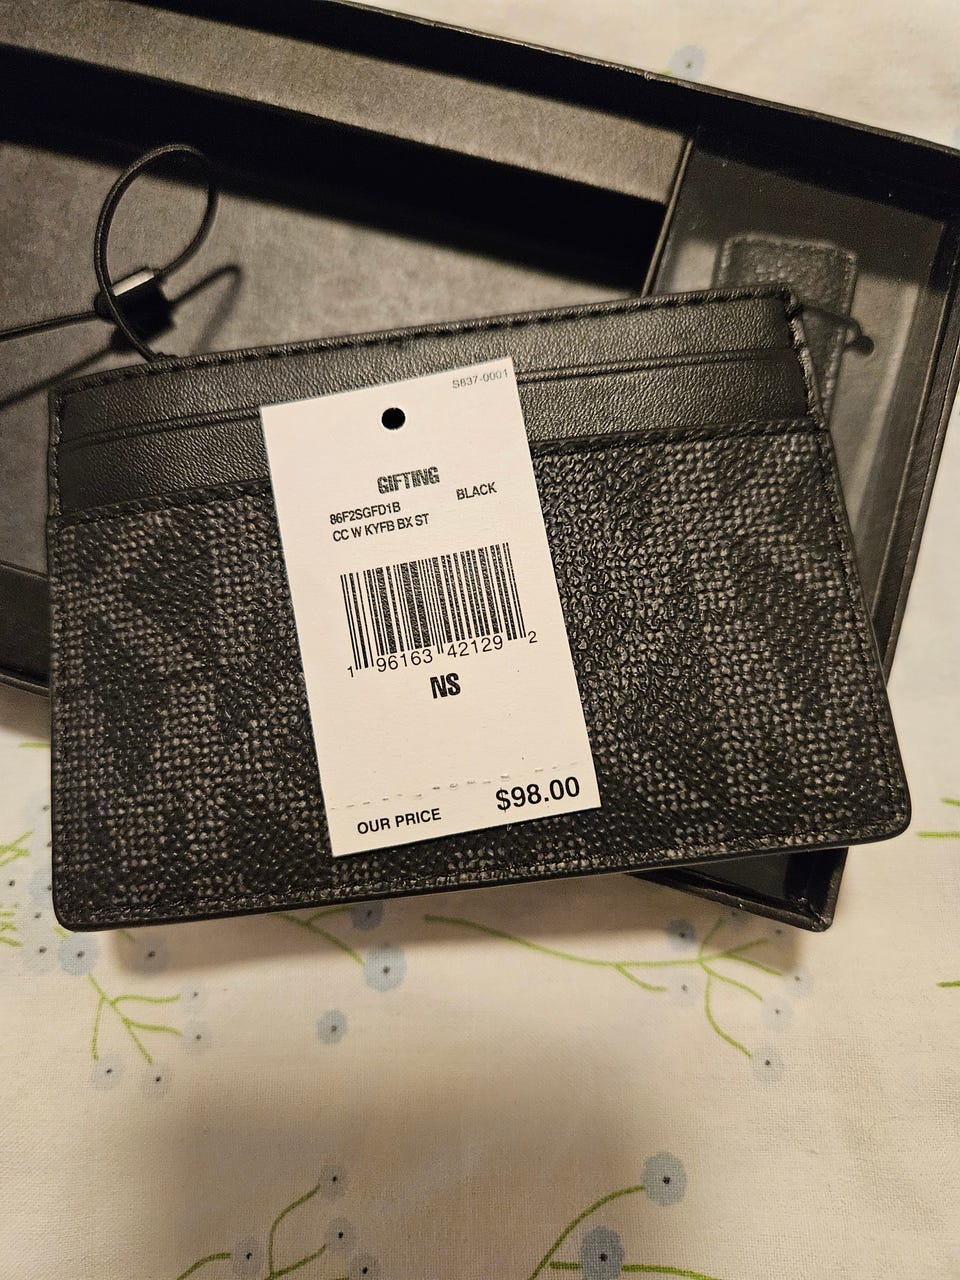 S837-0001
GIFTING
86F2SGFD1B BLACK
CC W KYFB BX ST
1 96163 42129 2
NS
OUR PRICE $98.00